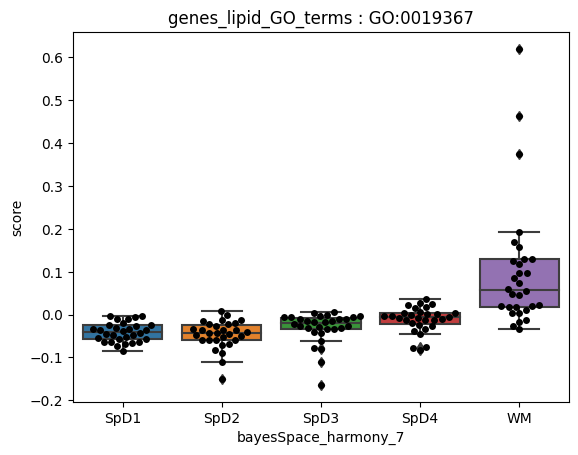 genes_lipid_GO_terms : GO:0019367
score
0.6
0.5
0.4
0.3
0.2
0.1
0.0
−0.1
−0.2
SpD1 SpD2 SpD3 SpD4 WM
bayesSpace_harmony_7